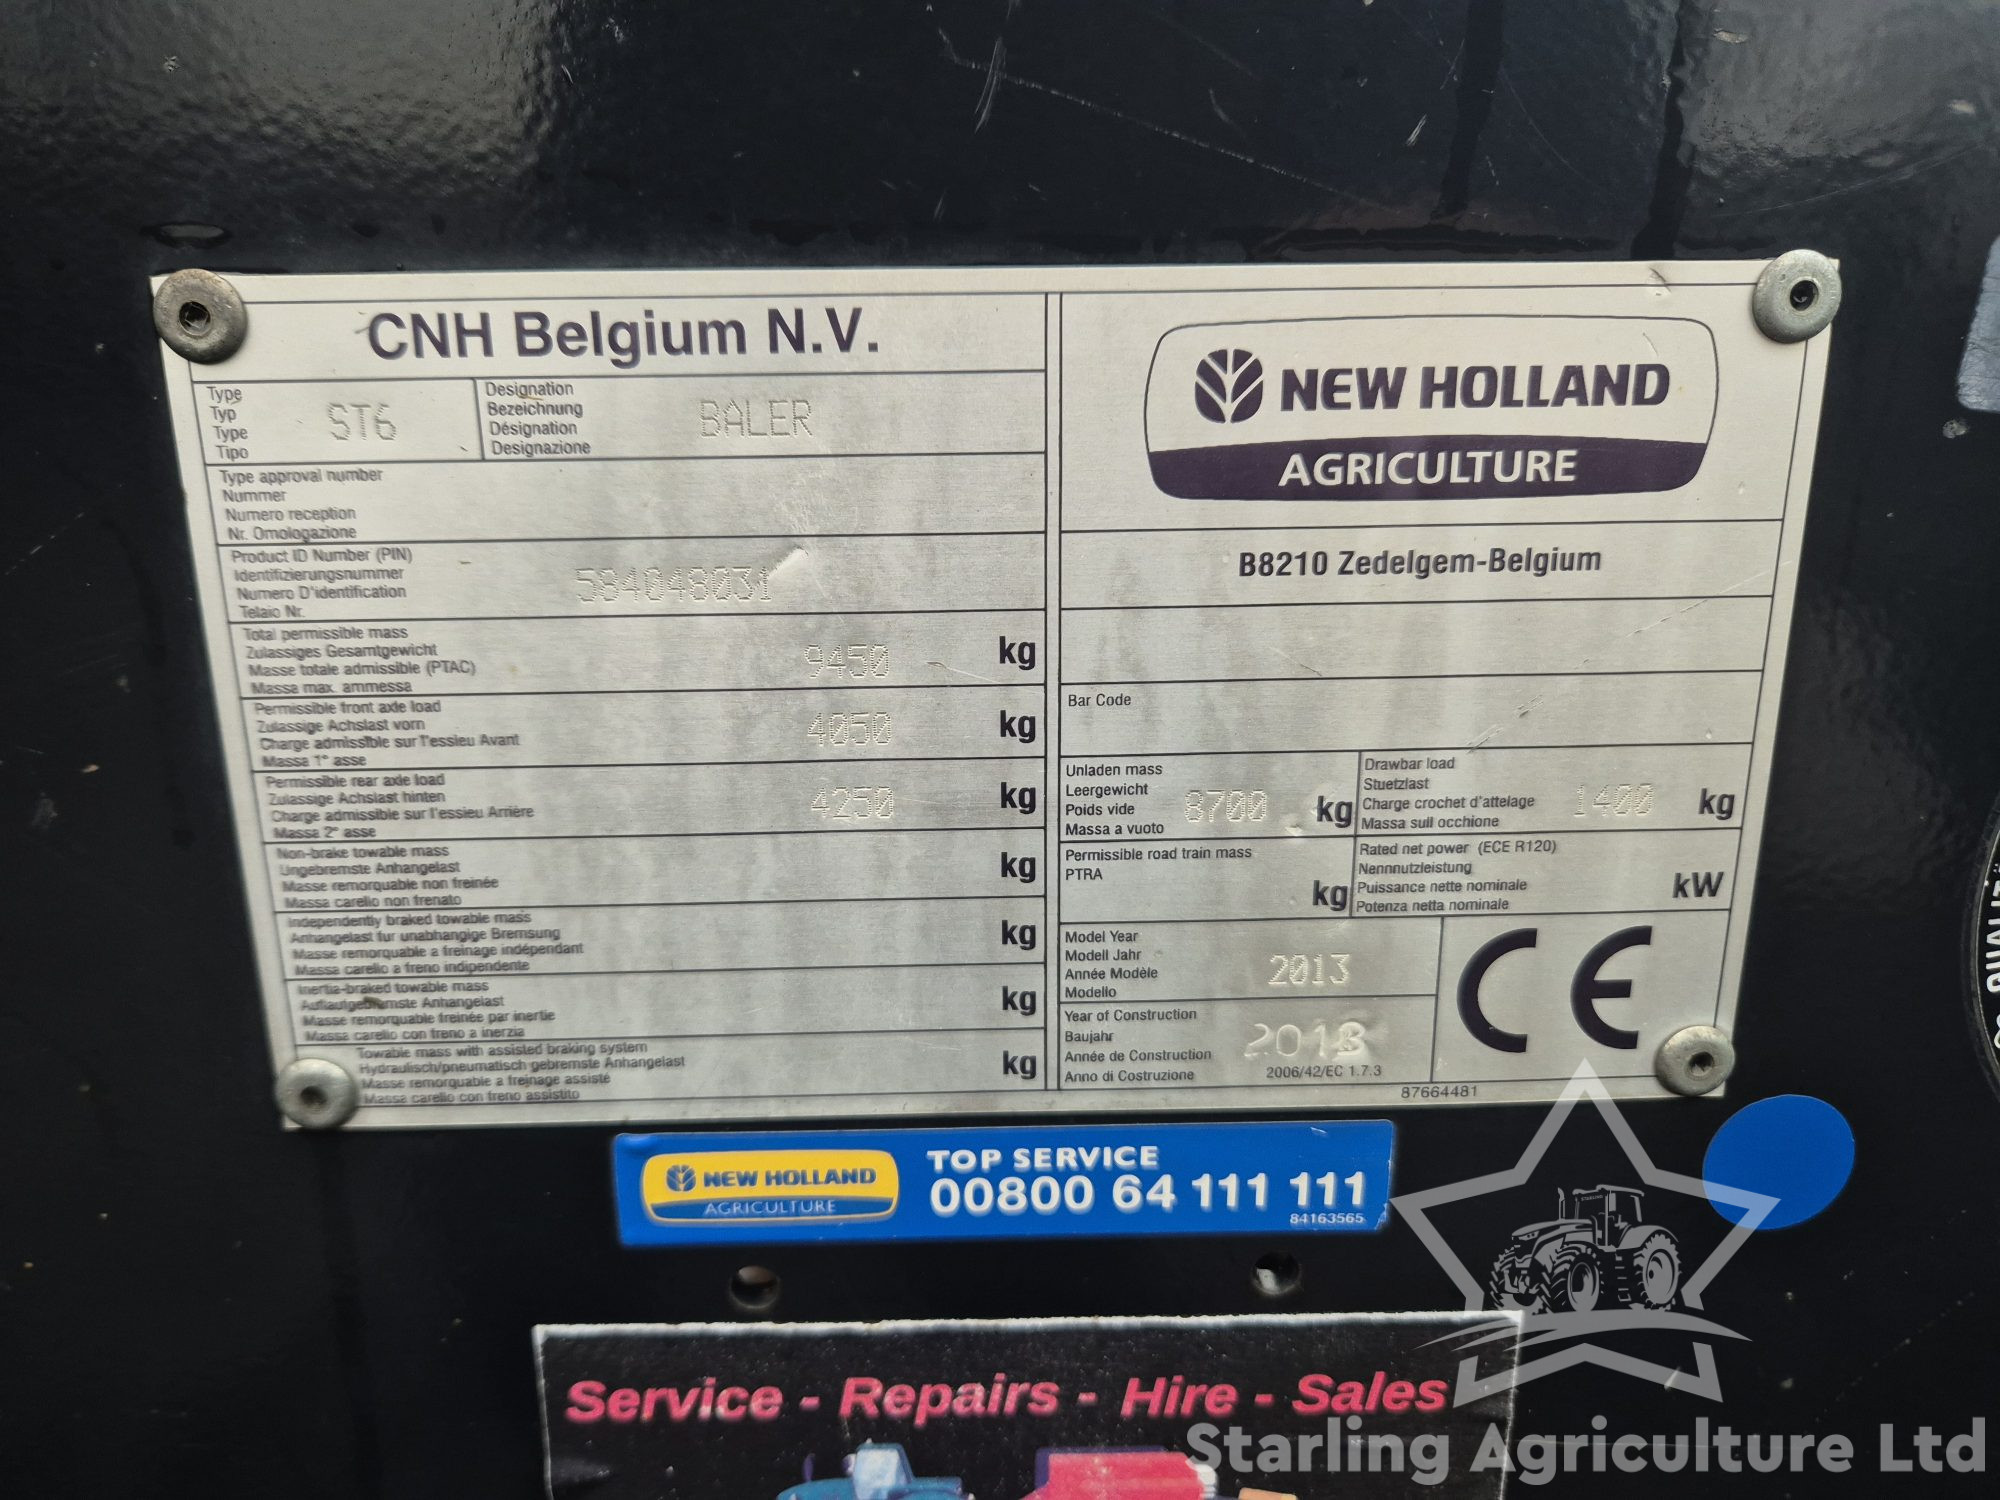 CNH Belgium N.V.
Type
Typ
Type
Tipo
ST6
Designation
Bezeichnung
Désignation
Designazione
BALER
Type approval number
Nummer
Numero reception
Nr. Omologazione
Product ID Number (PIN)
Identifizierungsnummer
Numero D'identification
Telaio Nr.
584048031
Total permissible mass
Zulassiges Gesamtgewicht
Masse totale admissible (PTAC)
Massa max. ammessa
9450 kg
Permissible front axle load
Zulassige Achslast vorn
Charge admissible sur l'essieu Avant
Massa 1° asse
4050 kg
Permissible rear axle load
Zulassige Achslast hinten
Charge admissible sur l'essieu Arrière
Massa 2° asse
4250 kg
Non-brake towable mass
Ungebremste Anhangelast
Masse remorquable non freinée
Massa carello non frenato
kg
Independently braked towable mass
Anhangelast fur unabhangige Bremsung
Masse remorquable a freinage indépendant
Massa carello a freno indipendente
kg
Inertia-braked towable mass
Auflaufgebremste Anhangelast
Masse remorquable freinée par inertie
Massa carello con freno a inerzia
kg
Towable mass with assisted braking system
Hydraulisch/pneumatisch gebremste Anhangelast
Masse remorquable a freinage assisté
Massa carello con freno assistito
kg
NEW HOLLAND
AGRICULTURE
B8210 Zedelgem-Belgium
Bar Code
Unladen mass
Leergewicht
Poids vide
Massa a vuoto
8700 kg
Drawbar load
Stuetzlast
Charge crochet d'attelage
Massa sull occhione
1400 kg
Permissible road train mass
PTRA
kg
Rated net power (ECE R120)
Nennnutzleistung
Puissance nette nominale
Potenza netta nominale
kW
Model Year
Modell Jahr
Année Modèle
Modello
2013
Year of Construction
Baujahr
Année de Construction
Anno di Costruzione
2013
2006/42/EC 1.7.3
CE
87664481
NEW HOLLAND
AGRICULTURE
TOP SERVICE
00800 64 111 111
84163565
Service - Repairs - Hire - Sales
Starling Agriculture Ltd